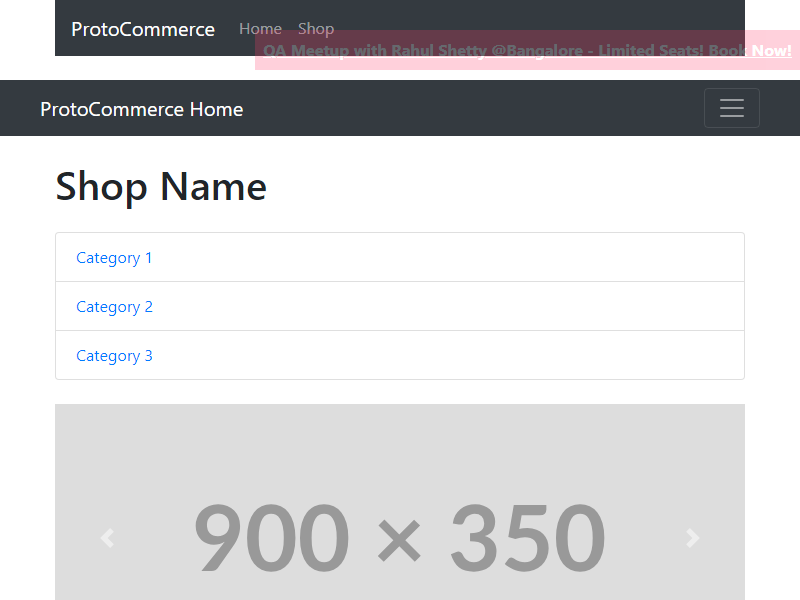 ProtoCommerce Home Shop
QA Meetup with Rahul Shetty @Bangalore - Limited Seats! Book Now!
ProtoCommerce Home
Shop Name
Category 1
Category 2
Category 3
900 × 350